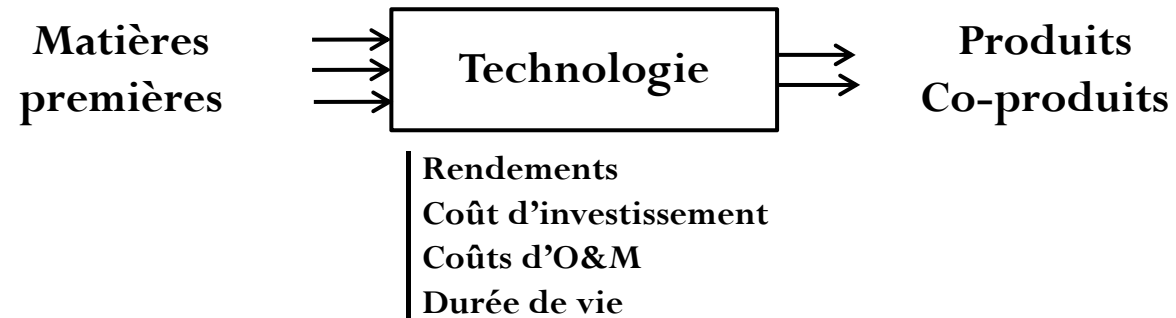 Matières
premières
Technologie
Produits
Co-produits
Rendements
Coût d’investissement
Coûts d’O&M
Durée de vie